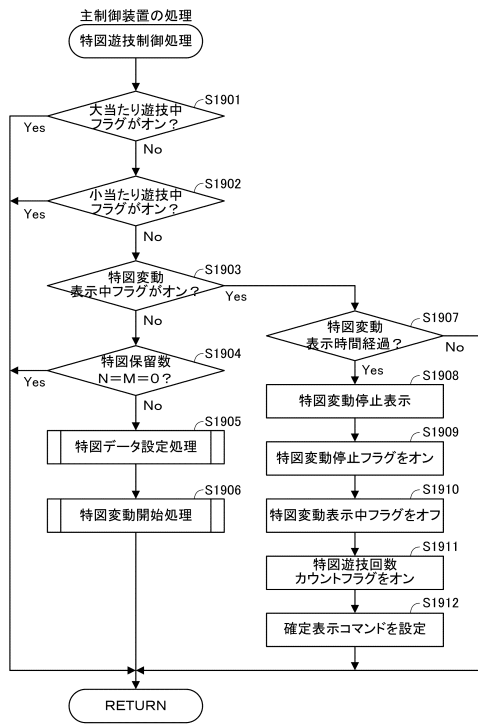 主制御装置の処理
特図遊技制御処理
S1901
大当たり遊技中
フラグがオン？
Yes
No
S1902
小当たり遊技中
フラグがオン？
Yes
No
S1903
特図変動
表示中フラグがオン？
Yes
No
S1904
特図保留数
N＝M＝0？
Yes
No
S1905
特図データ設定処理
S1906
特図変動開始処理
S1907
特図変動
表示時間経過？
No
Yes
S1908
特図変動停止表示
S1909
特図変動停止フラグをオン
S1910
特図変動表示中フラグをオフ
S1911
特図遊技回数
カウントフラグをオン
S1912
確定表示コマンドを設定
RETURN